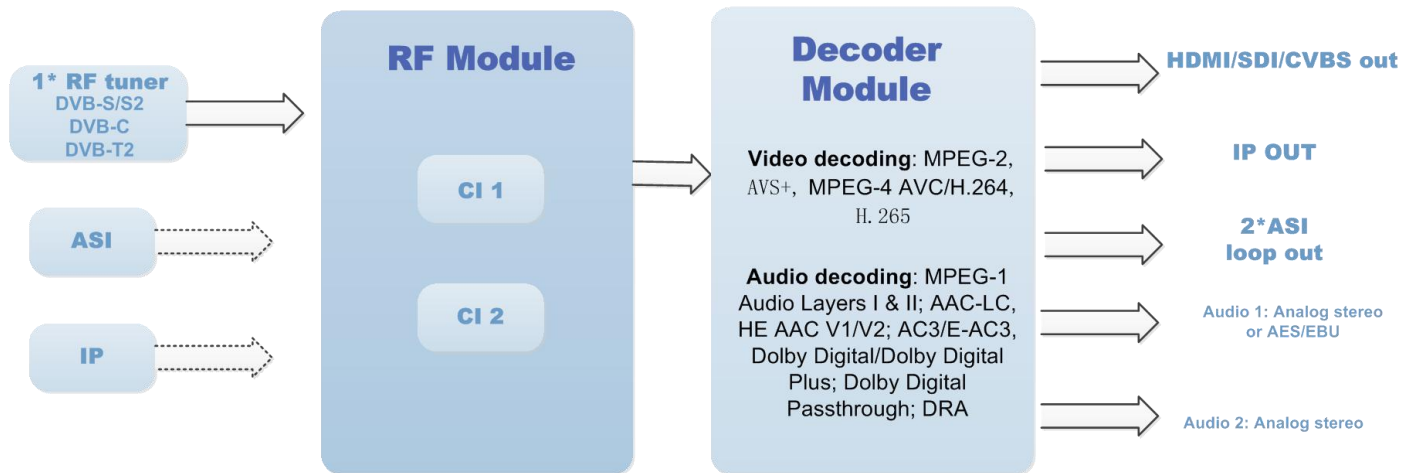 1* RF tuner
DVB-S/S2
DVB-C
DVB-T2
ASI
IP
RF Module
CI 1
CI 2
Decoder
Module
Video decoding: MPEG-2,
AVS+, MPEG-4 AVC/H.264,
H.265
Audio decoding: MPEG-1
Audio Layers I & II; AAC-LC,
HE AAC V1/V2; AC3/E-AC3,
Dolby Digital/Dolby Digital
Plus; Dolby Digital
Passthrough; DRA
HDMI/SDI/CVBS out
IP OUT
2*ASI
loop out
Audio 1: Analog stereo
or AES/EBU
Audio 2: Analog stereo